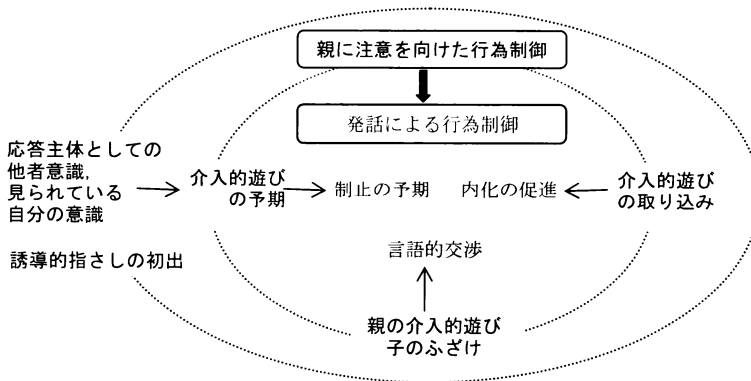 親に注意を向けた行為制御
発話による行為制御
応答主体としての
他者意識,
見られている
自分の意識
介入的遊び
の予期
制止の予期
内化の促進
介入的遊び
の取り込み
誘導的指さしの初出
言語的交渉
親の介入的遊び
子のふざけ